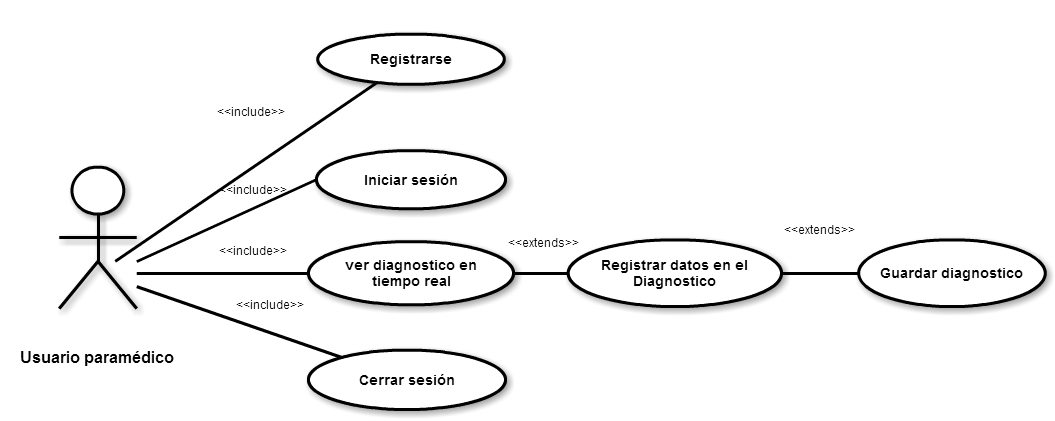 Registrarse
<<include>>
Iniciar sesión
<<include>>
<<include>>
ver diagnostico en
tiempo real
<<extends>>
Registrar datos en el
Diagnostico
<<extends>>
Guardar diagnostico
<<include>>
Usuario paramédico
Cerrar sesión